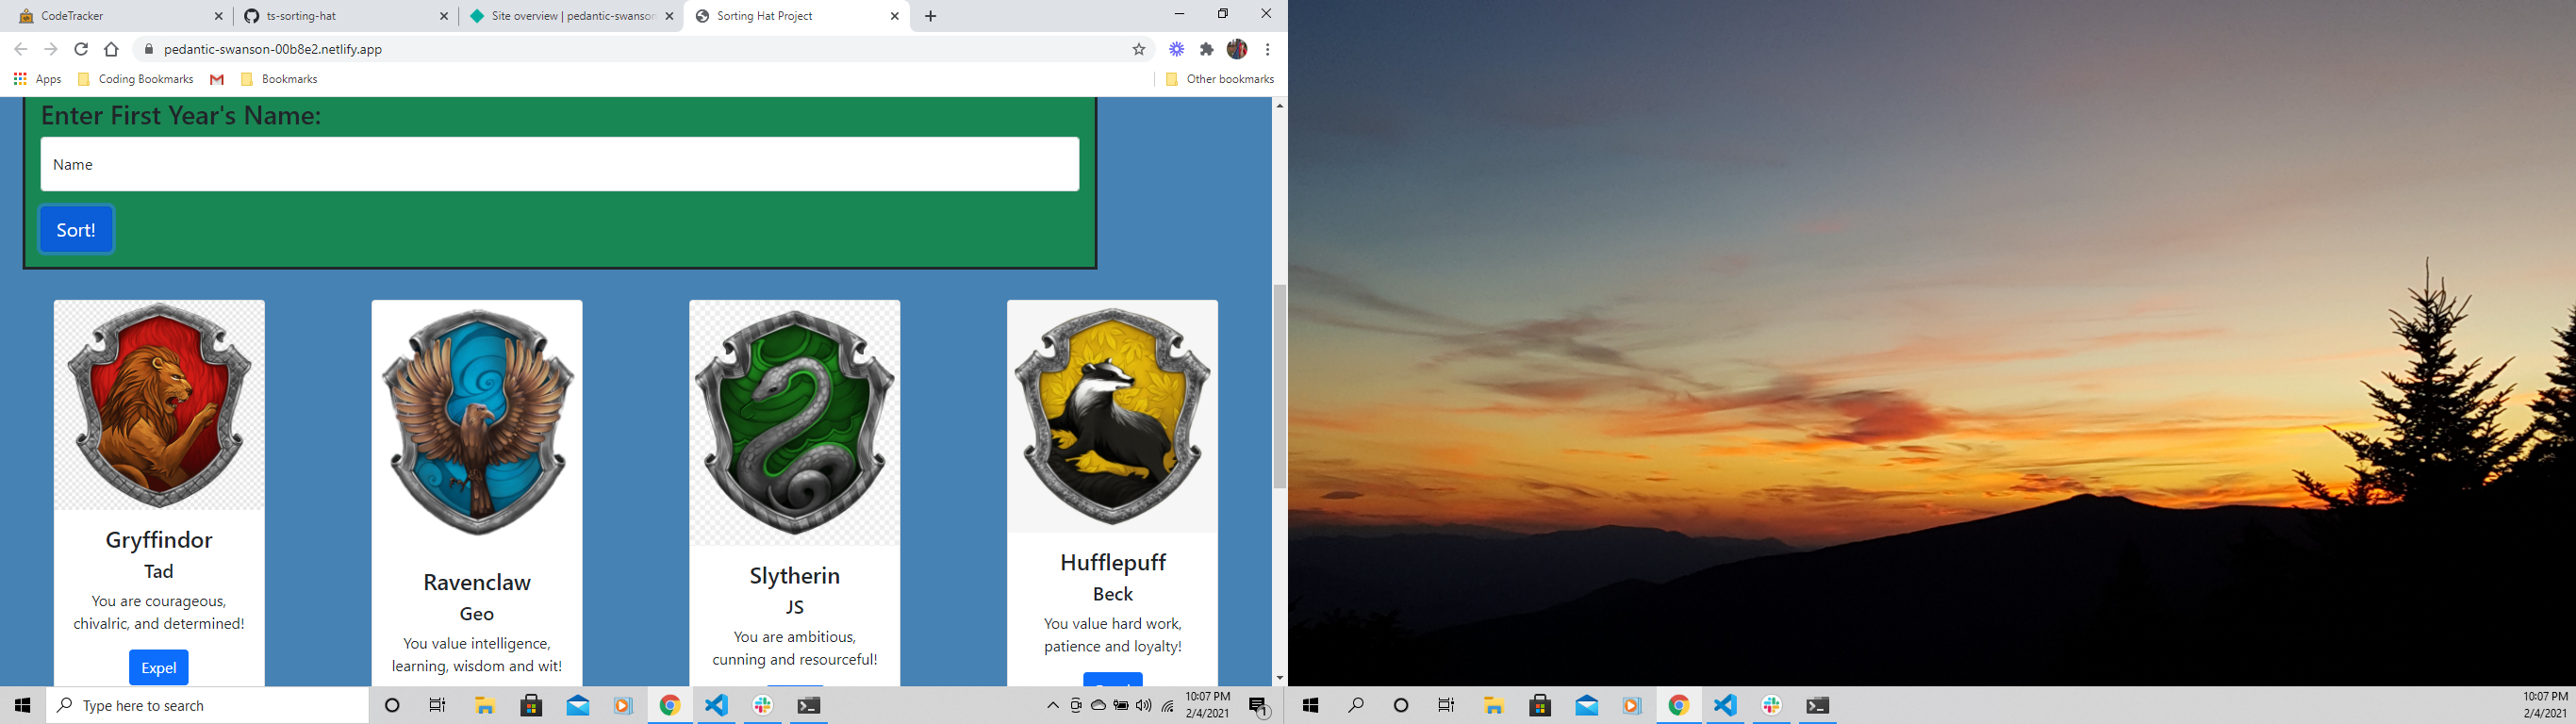 CodeTracker
ts-sorting-hat
Site overview | pedantic-swanson
Sorting Hat Project
pedantic-swanson-00b8e2.netlify.app
Apps
Coding Bookmarks
Bookmarks
Other bookmarks
Enter First Year's Name:
Name
Sort!
Gryffindor
Tad
You are courageous,
chivalric, and determined!
Expel
Ravenclaw
Geo
You value intelligence,
learning, wisdom and wit!
Slytherin
JS
You are ambitious,
cunning and resourceful!
Hufflepuff
Beck
You value hard work,
patience and loyalty!
Type here to search
10:07 PM
2/4/2021
1
10:07 PM
2/4/2021